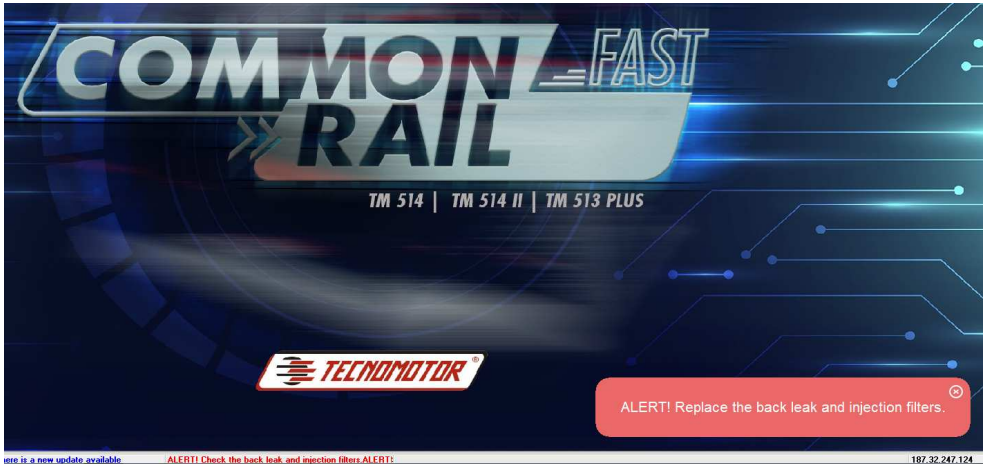 COMMON FAST
RAIL
TM 514 | TM 514 II | TM 513 PLUS
TECNOMOTOR®
ALERT! Replace the back leak and injection filters.
here is a new update available ALERT! Check the back leak and injection filters.ALERT! 187.32.247.124